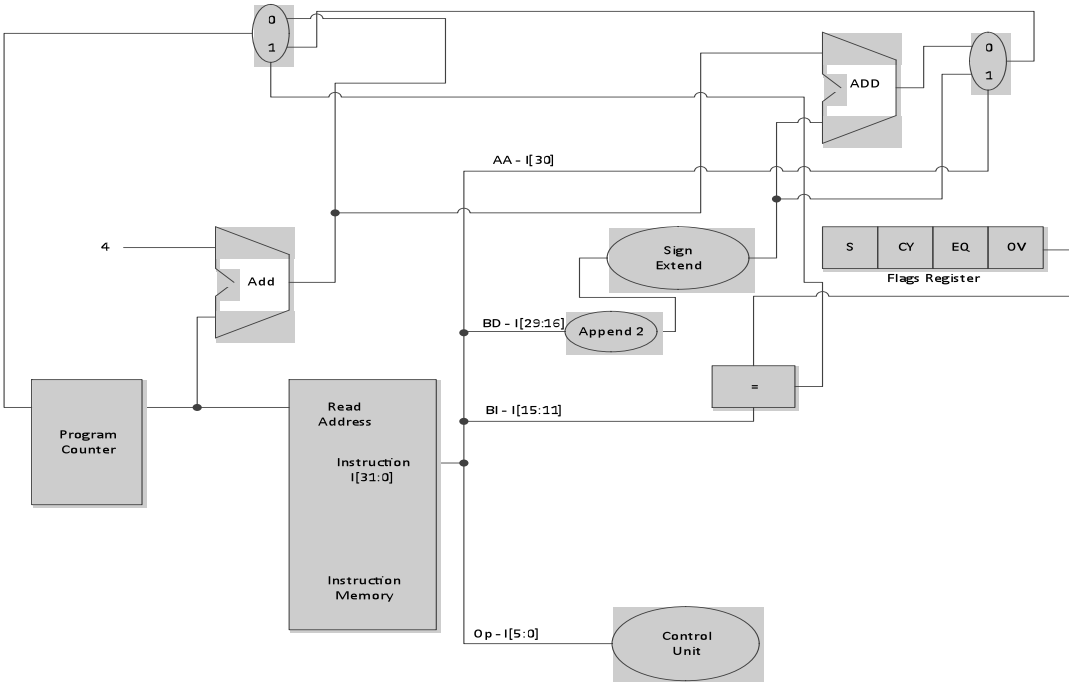 0
1
0
ADD
1
AA - I[30]
4
Add
Sign
Extend
S CY EQ OV
Flags Register
BD - I[29:16]
Append 2
=
BI - I[15:11]
Read
Address
Program
Counter
Instruction
I[31:0]
Instruction
Memory
Op - I[5:0]
Control
Unit